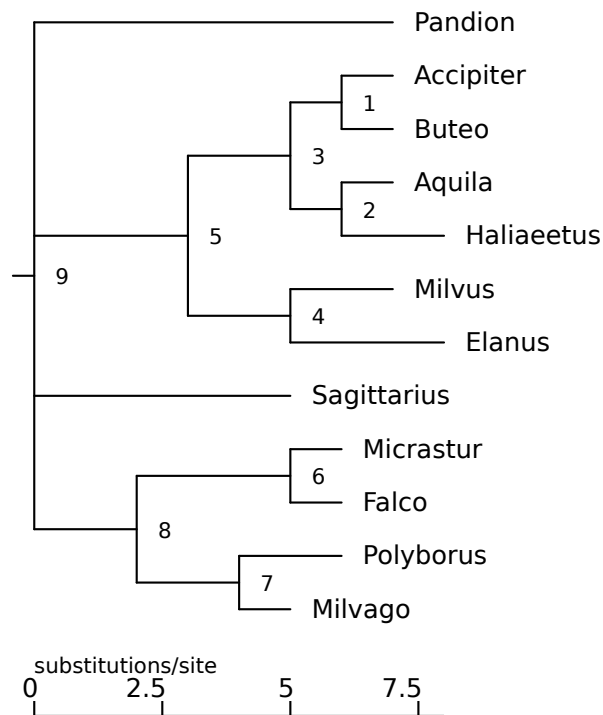 Pandion
Accipiter
1
Buteo
3
Aquila
2
5
Haliaeetus
9
Milvus
4
Elanus
Sagittarius
Micrastur
6
Falco
8
Polyborus
7
Milvago
substitutions/site
0 2.5 5 7.5